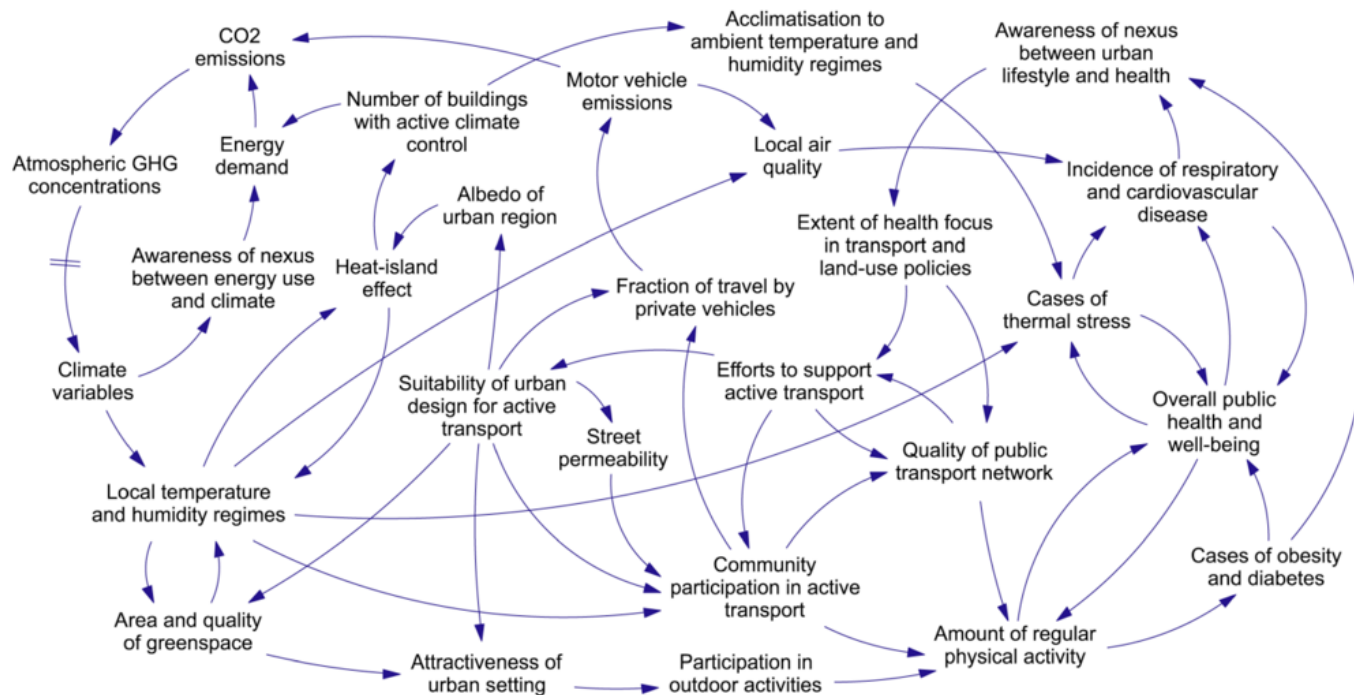 CO2
emissions
Acclimatisation to
ambient temperature and
humidity regimes
Awareness of nexus
between urban
lifestyle and health
Motor vehicle
emissions
Number of buildings
with active climate
control
Energy
demand
Local air
quality
Atmospheric GHG
concentrations
Incidence of respiratory
and cardiovascular
disease
Albedo of
urban region
Extent of health focus
in transport and
land-use policies
Awareness of nexus
between energy use
and climate
Heat-island
effect
Fraction of travel by
private vehicles
Cases of
thermal stress
Climate
variables
Suitability of urban
design for active
transport
Efforts to support
active transport
Overall public
health and
well-being
Street
permeability
Quality of public
transport network
Local temperature
and humidity regimes
Community
participation in active
transport
Cases of obesity
and diabetes
Area and quality
of greenspace
Amount of regular
physical activity
Attractiveness of
urban setting
Participation in
outdoor activities